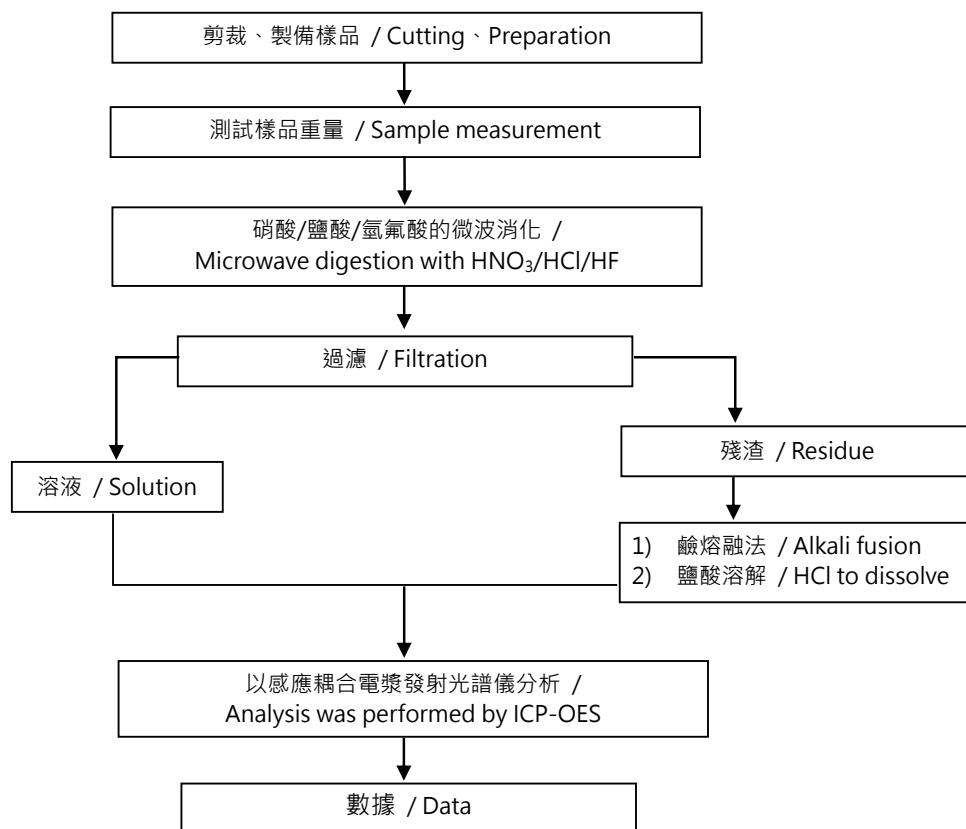 剪裁、製備樣品 / Cutting、Preparation
測試樣品重量 / Sample measurement
硝酸/鹽酸/氫氟酸的微波消化 /
Microwave digestion with HNO₃/HCl/HF
過濾 / Filtration
溶液 / Solution
殘渣 / Residue
1) 鹼熔融法 / Alkali fusion
2) 鹽酸溶解 / HCl to dissolve
以感應耦合電漿發射光譜儀分析 /
Analysis was performed by ICP-OES
數據 / Data